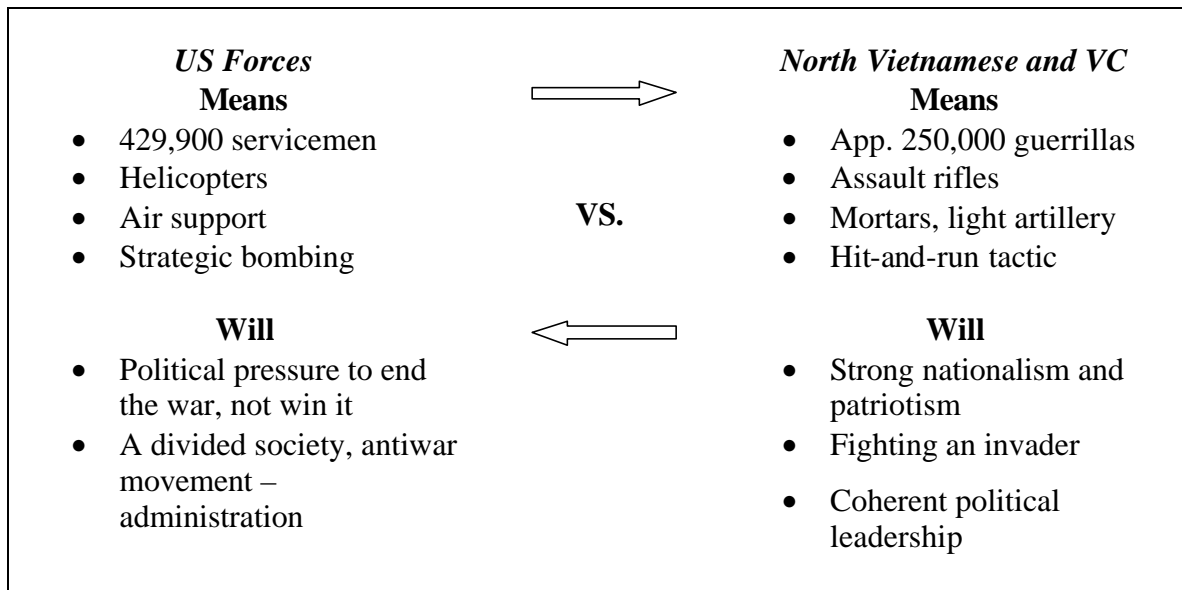 US Forces
Means
• 429,900 servicemen
• Helicopters
• Air support
• Strategic bombing
Will
• Political pressure to end
the war, not win it
• A divided society, antiwar
movement –
administration
VS.
North Vietnamese and VC
Means
• App. 250,000 guerrillas
• Assault rifles
• Mortars, light artillery
• Hit-and-run tactic
Will
• Strong nationalism and
patriotism
• Fighting an invader
• Coherent political
leadership